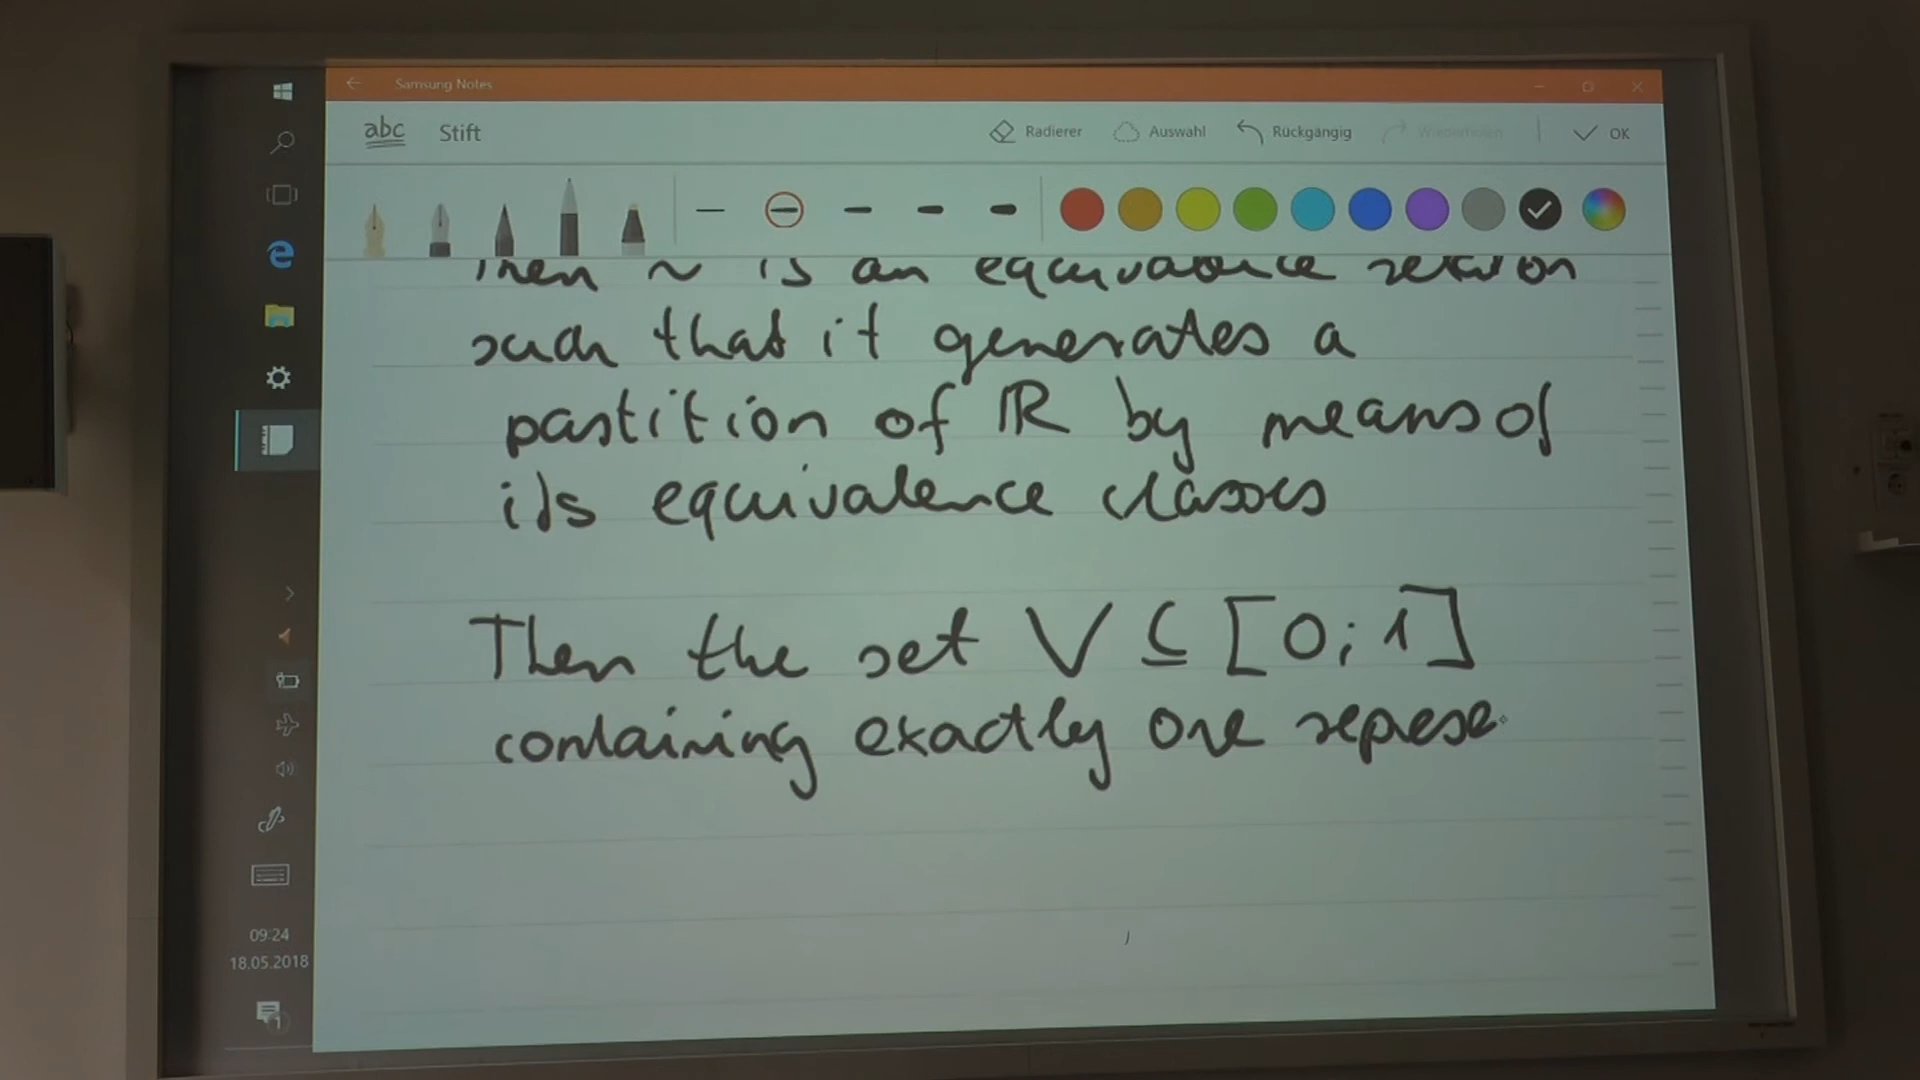 Samsung Notes
abc Stift Radierer Auswahl Rückgängig Wiederholen OK
Then ~ is an equivalence relation
such that it generates a
partition of ℝ by means of
its equivalence classes
Then the set V ⊆ [0; 1]
containing exactly one represe
09:24
18.05.2018
1